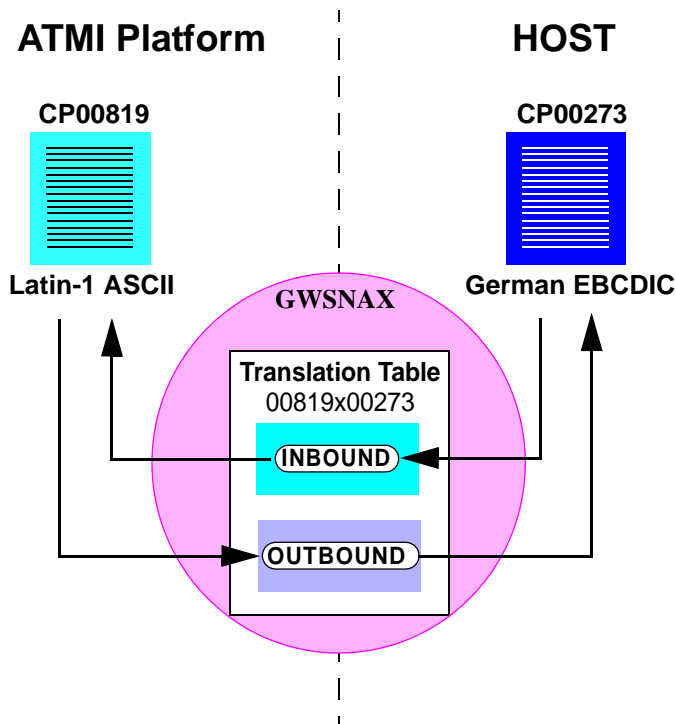 ATMI Platform
HOST
CP00819
CP00273
Latin-1 ASCII
German EBCDIC
GWSNAX
Translation Table
00819x00273
INBOUND
OUTBOUND